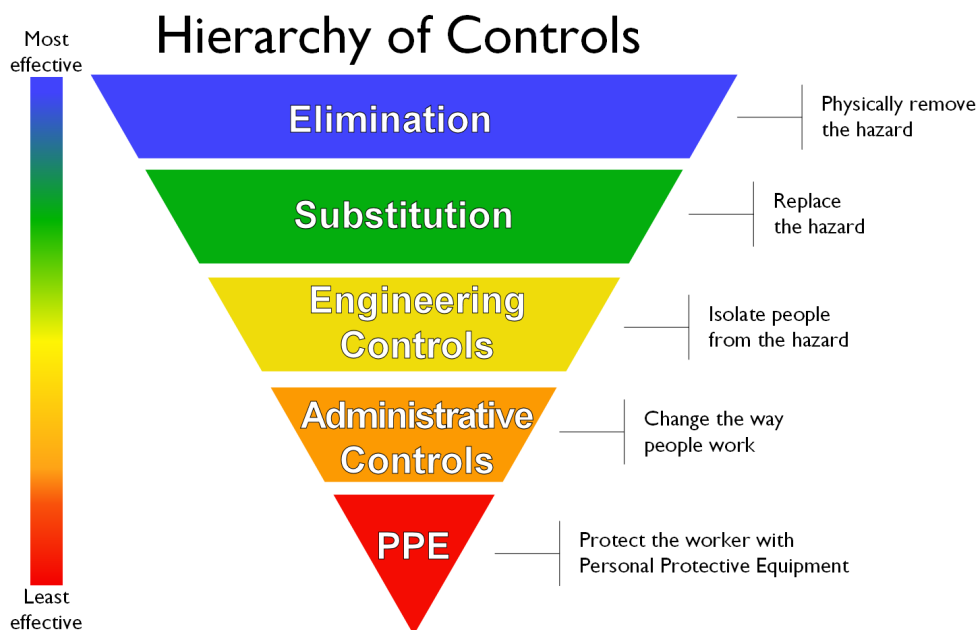 Hierarchy of Controls
Most
effective
Elimination
Physically remove
the hazard
Substitution
Replace
the hazard
Engineering
Controls
Isolate people
from the hazard
Administrative
Controls
Change the way
people work
PPE
Protect the worker with
Personal Protective Equipment
Least
effective